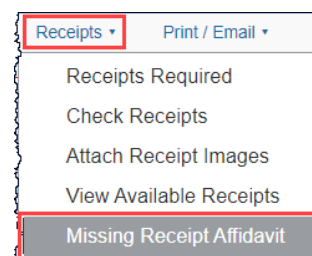 Receipts ▾ Print / Email ▾
Receipts Required
Check Receipts
Attach Receipt Images
View Available Receipts
Missing Receipt Affidavit